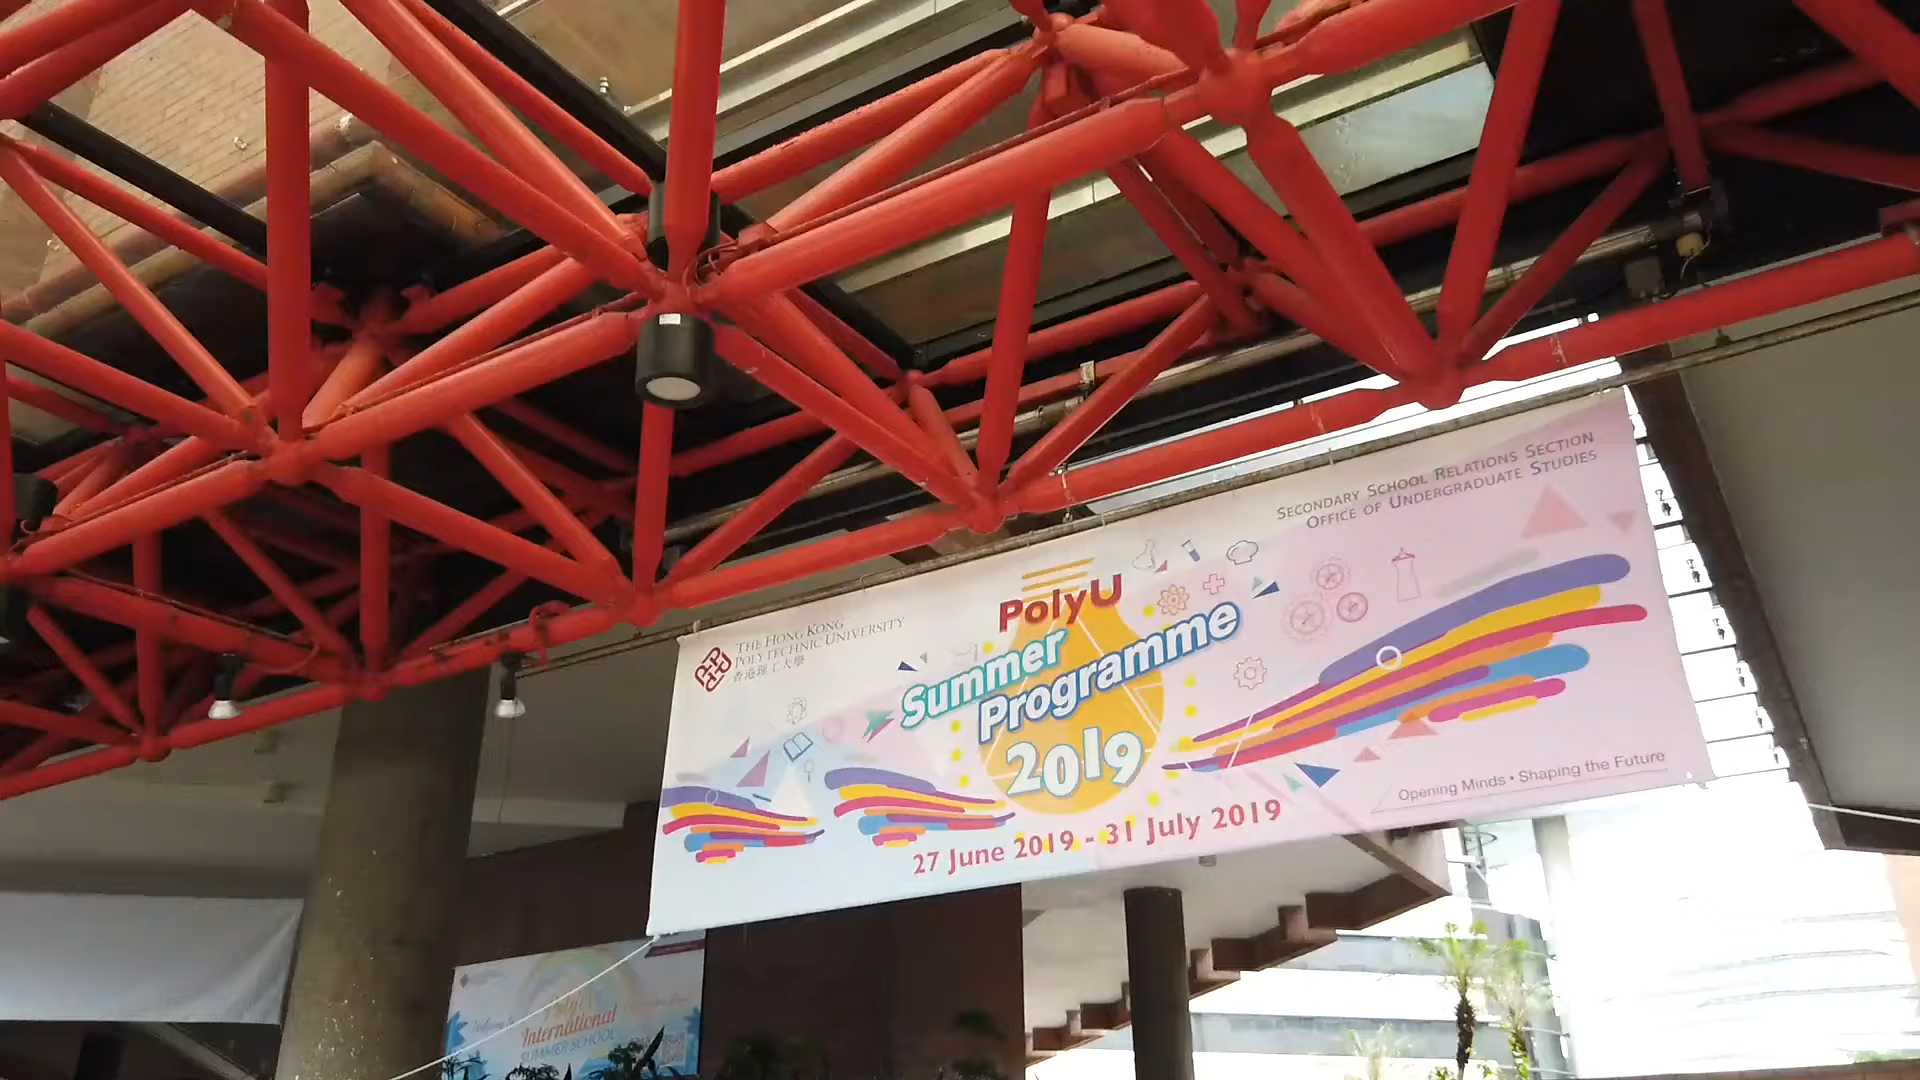 THE HONG KONG
POLYTECHNIC UNIVERSITY
香港理工大學
SECONDARY SCHOOL RELATIONS SECTION
OFFICE OF UNDERGRADUATE STUDIES
PolyU
Summer
Programme
2019
27 June 2019 - 31 July 2019
Opening Minds • Shaping the Future
International
SUMMER SCHOOL